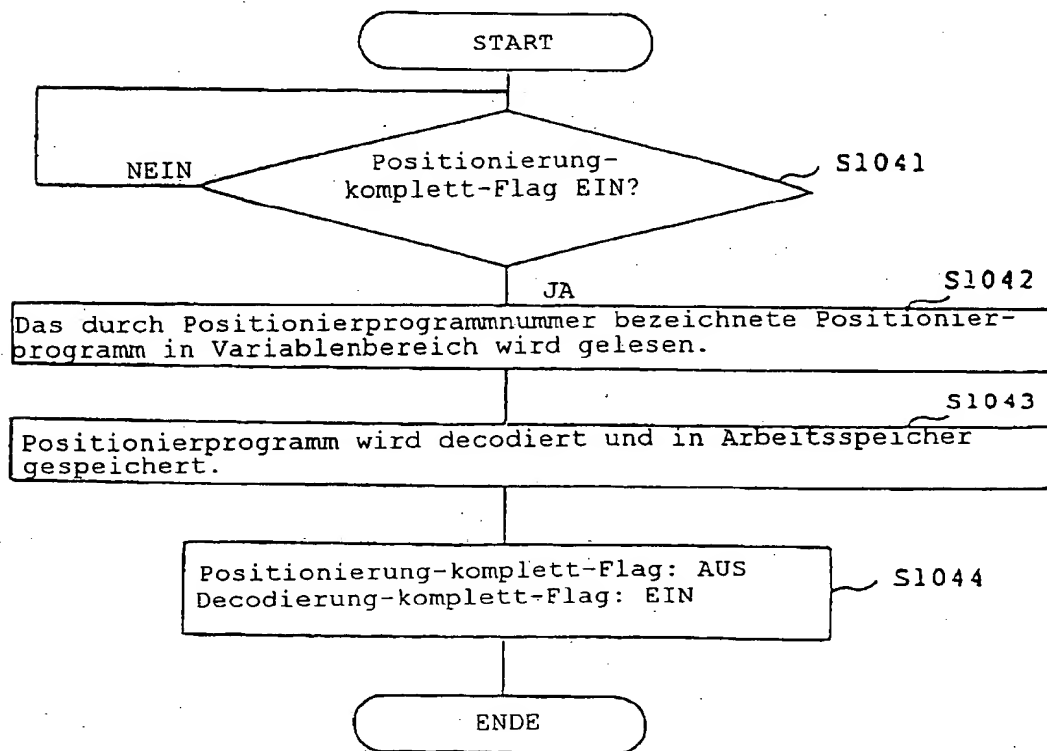 START
Positionierung-
komplett-Flag EIN?
S1041
NEIN
JA
S1042
Das durch Positionierprogrammnummer bezeichnete Positionier-
programm in Variablenbereich wird gelesen.
S1043
Positionierprogramm wird decodiert und in Arbeitsspeicher
gespeichert.
Positionierung-komplett-Flag: AUS
Decodierung-komplett-Flag: EIN
S1044
ENDE